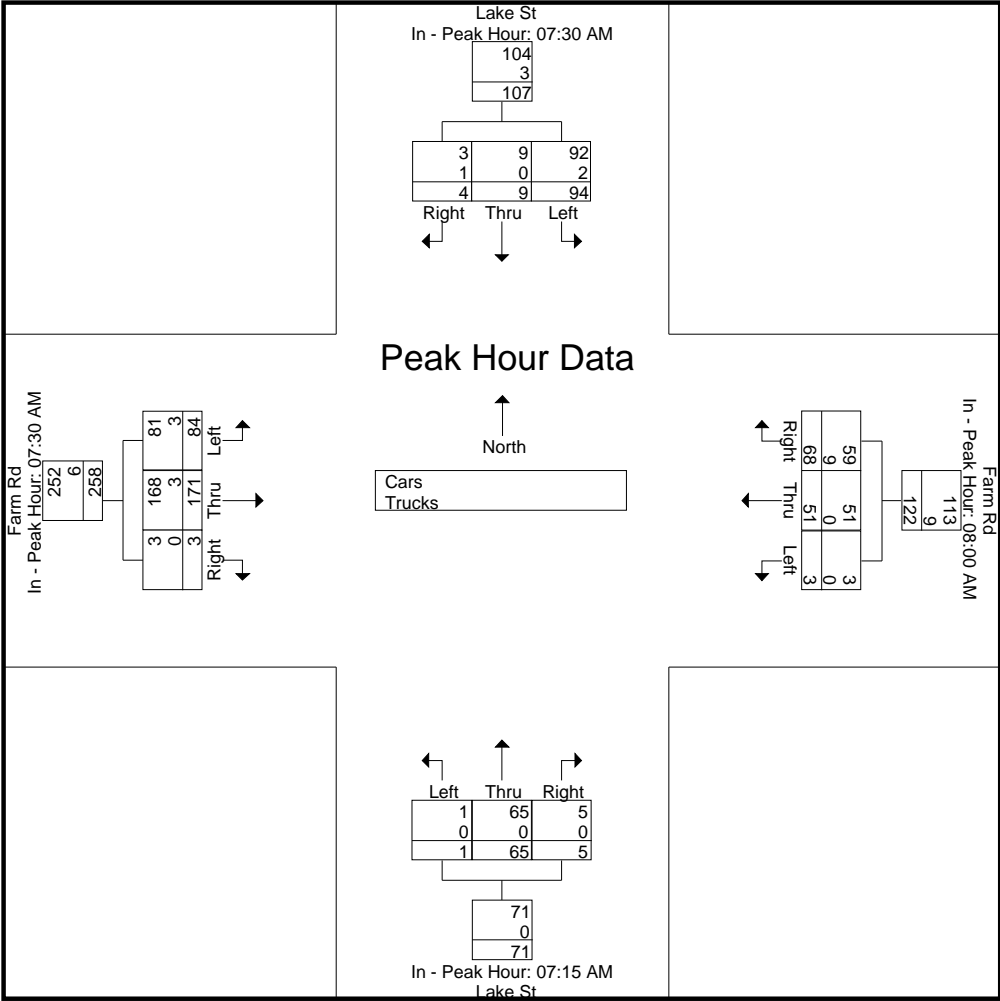 Lake St
In - Peak Hour: 07:30 AM
104
3
107
3 9 92
1 0 2
4 9 94
Right Thru Left
Peak Hour Data
North
Cars
Trucks
Farm Rd
In - Peak Hour: 07:30 AM
252
6
258
81 3 84
Left
168 3 171
Thru
3 0 3
Right
Farm Rd
In - Peak Hour: 08:00 AM
113
9
122
Right
59 9 68
Thru
51 0 51
Left
3 0 3
Left Thru Right
1 65 5
0 0 0
1 65 5
71
0
71
In - Peak Hour: 07:15 AM
Lake St